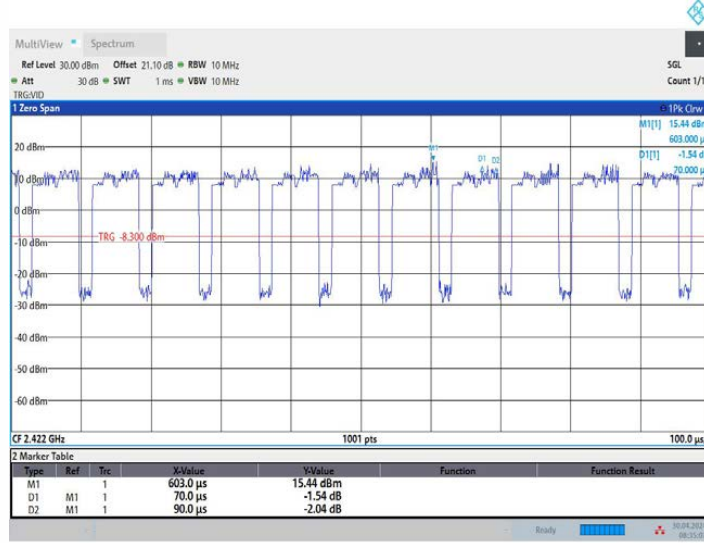 MultiView Spectrum
Ref Level 30.00 dBm Offset 21.10 dB RBW 10 MHz SGL
Att 30 dB SWT 1 ms VBW 10 MHz Count 1/1
TRG:VID
1 Zero Span 1Pk Clrw
M1[1] 15.44 dBm
603.000 µ
D1[1] -1.54 d
70.000 µ
20 dBm
M1
D1 D2
10 dBm
0 dBm
TRG -8.300 dBm
-10 dBm
-20 dBm
-30 dBm
-40 dBm
-50 dBm
-60 dBm
CF 2.422 GHz 1001 pts 100.0 µs
2 Marker Table
Type Ref Trc X-Value Y-Value Function Function Result
M1 1 603.0 µs 15.44 dBm
D1 M1 1 70.0 µs -1.54 dB
D2 M1 1 90.0 µs -2.04 dB
Ready